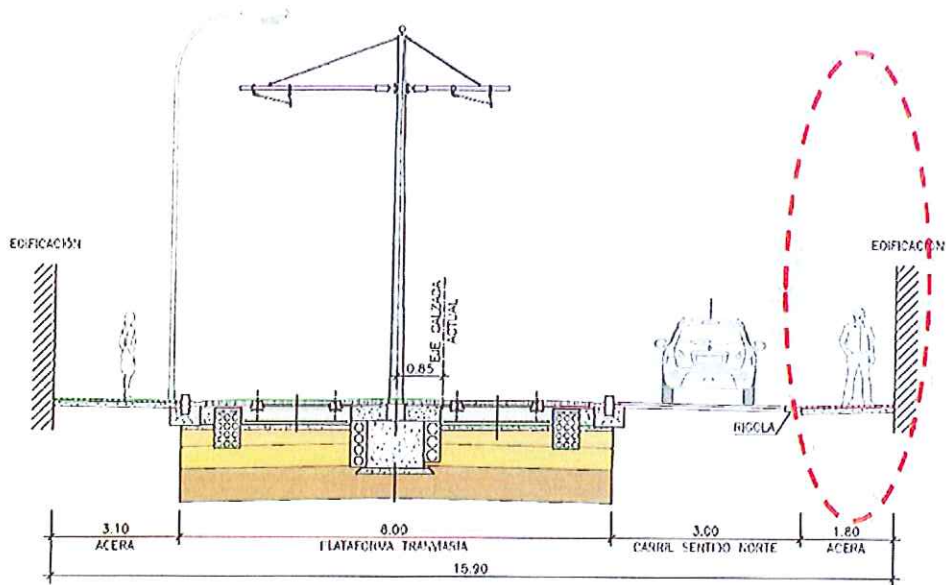 EDIFICACIÓN
EDIFICACIÓN
EJE CALZADA
ACTUAL
0.85
RIGOLA
3.10
8.00
3.00
1.80
ACERA
PLATAFORMA TRANVIARIA
CARRIL SENTIDO NORTE
ACERA
15.90